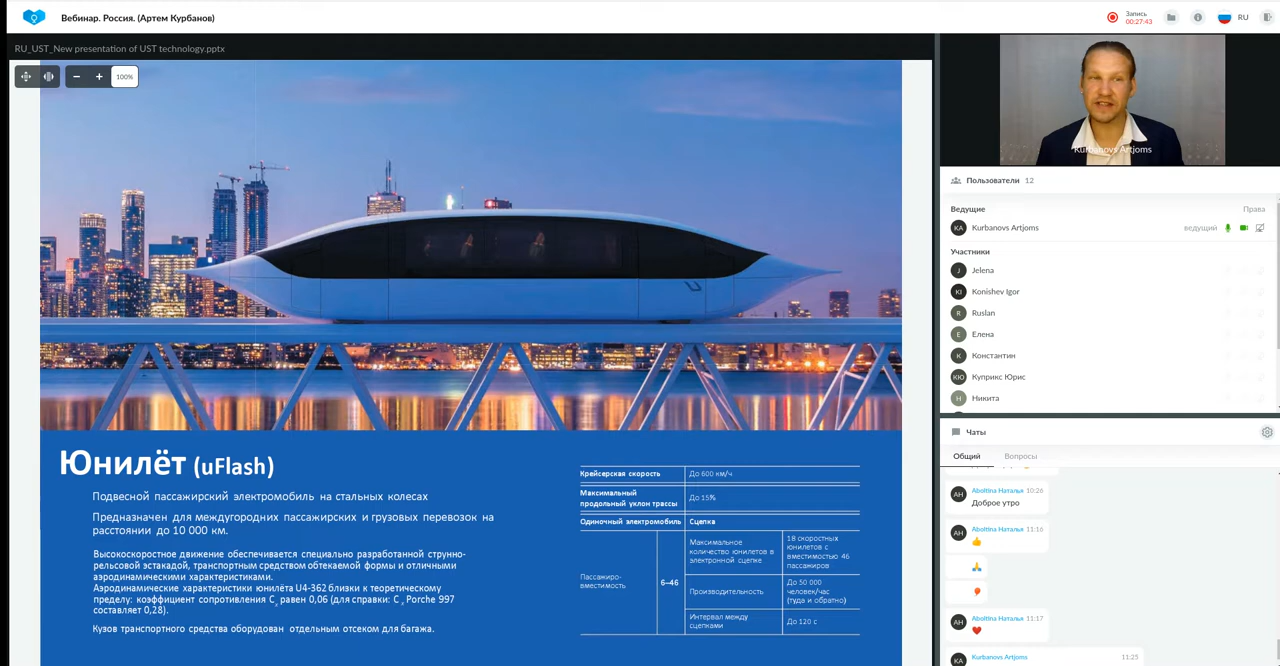 Вебинар. Россия. (Артем Курбанов)
Запись
00:27:43
RU
RU_UST_New presentation of UST technology.pptx
100%
Юнилёт (uFlash)
Подвесной пассажирский электромобиль на стальных колесах
Предназначен для междугородних пассажирских и грузовых перевозок на
расстоянии до 10 000 км.
Высокоскоростное движение обеспечивается специально разработанной струнно-
рельсовой эстакадой, транспортным средством обтекаемой формы и отличными
аэродинамическими характеристиками.
Аэродинамические характеристики юнилёта U4-362 близки к теоретическому
пределу: коэффициент сопротивления Cx равен 0,06 (для справки: Cx Porche 997
составляет 0,28).
Кузов транспортного средства оборудован отдельным отсеком для багажа.
Крейсерская скорость
До 600 км/ч
Максимальный
продольный уклон трассы
До 15%
Одиночный электромобиль
Сцепка
Пассажиро-
вместимость
6–46
Максимальное
количество юнилетов в
электронной сцепке
18 скоростных
юнилетов с
вместимостью 46
пассажиров
Производительность
До 50 000
человек/час
(туда и обратно)
Интервал между
сцепками
До 120 с
Kurbanovs Artjoms
Пользователи 12
Ведущие
Права
KA Kurbanovs Artjoms
ведущий
Участники
J Jelena
KI Konishev Igor
R Ruslan
Е Елена
К Константин
КЮ Куприкс Юрис
Н Никита
Чаты
Общий
Вопросы
AH Aboltina Наталья 10:26
Доброе утро
AH Aboltina Наталья 11:16
AH Aboltina Наталья 11:17
KA Kurbanovs Artjoms 11:25